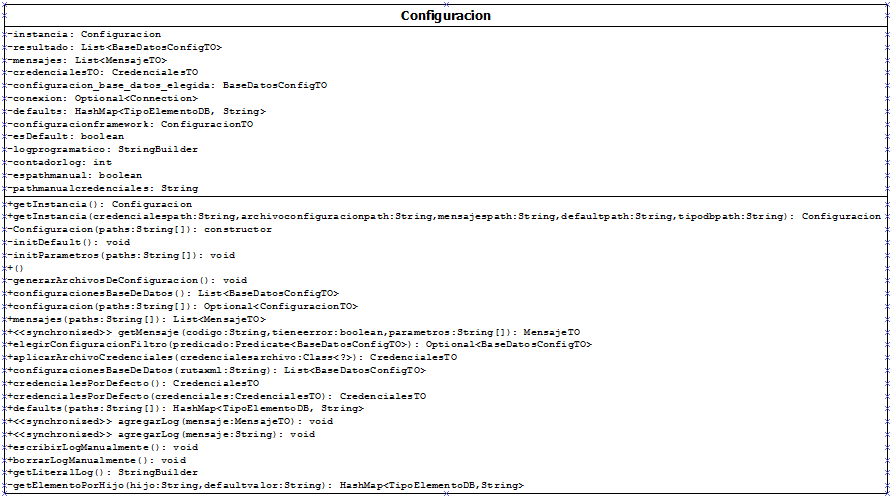 Configuracion
-instancia: Configuracion
-resultado: List<BaseDatosConfigTO>
-mensajes: List<MensajeTO>
-credencialesTO: CredencialesTO
-configuracion_base_datos_elegida: BaseDatosConfigTO
-conexion: Optional<Connection>
-defaults: HashMap<TipoElementoDB, String>
-configuracionframework: ConfiguracionTO
-esDefault: boolean
-logprogramatico: StringBuilder
-contadorlog: int
-espathmanual: boolean
-pathmanualcredenciales: String
+getInstancia(): Configuracion
+getInstancia(credencialespath:String,archivoconfiguracionpath:String,mensajespath:String,defaultpath:String,tipodbpath:String): Configuracion
-Configuracion(paths:String[]): constructor
-initDefault(): void
-initParametros(paths:String[]): void
+()
-generarArchivosDeConfiguracion(): void
+configuracionesBaseDeDatos(): List<BaseDatosConfigTO>
+configuracion(paths:String[]): Optional<ConfiguracionTO>
+mensajes(paths:String[]): List<MensajeTO>
+<<synchronized>> getMensaje(codigo:String,tieneerror:boolean,parametros:String[]): MensajeTO
+elegirConfiguracionFiltro(predicado:Predicate<BaseDatosConfigTO>): Optional<BaseDatosConfigTO>
+aplicarArchivoCredenciales(credencialesarchivo:Class<?>): CredencialesTO
+configuracionesBaseDeDatos(rutaxml:String): List<BaseDatosConfigTO>
+credencialesPorDefecto(): CredencialesTO
+credencialesPorDefecto(credenciales:CredencialesTO): CredencialesTO
+defaults(paths:String[]): HashMap<TipoElementoDB, String>
+<<synchronized>> agregarLog(mensaje:MensajeTO): void
+<<synchronized>> agregarLog(mensaje:String): void
+escribirLogManualmente(): void
+borrarLogManualmente(): void
+getLiteralLog(): StringBuilder
-getElementoPorHijo(hijo:String,defaultvalor:String): HashMap<TipoElementoDB,String>